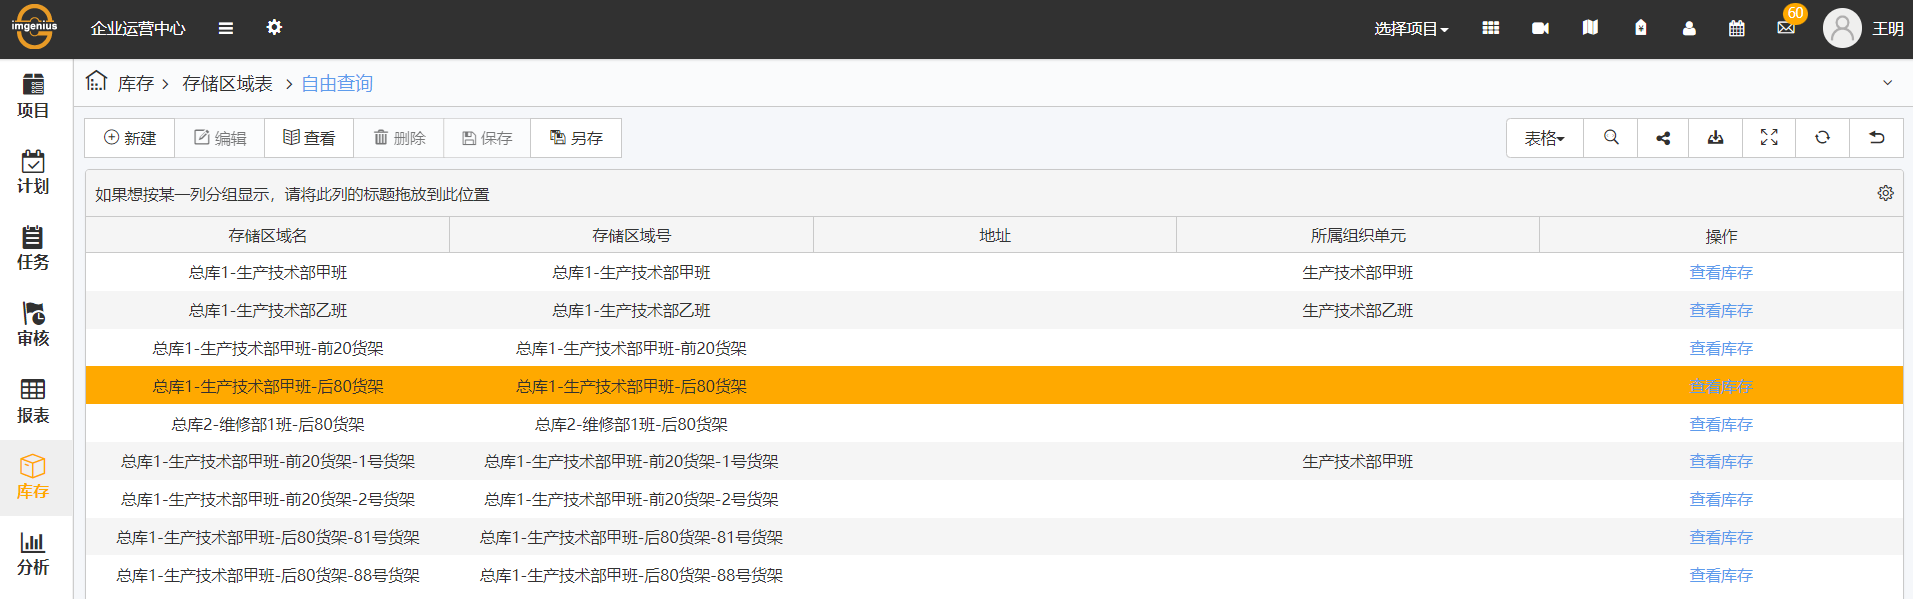 imgenius 企业运营中心 选择项目 60 王明
项目
计划
任务
审核
报表
库存
分析
库存 > 存储区域表 > 自由查询
新建 编辑 查看 删除 保存 另存 表格
如果想按某一列分组显示，请将此列的标题拖放到此位置
存储区域名 存储区域号 地址 所属组织单元 操作
总库1-生产技术部甲班 总库1-生产技术部甲班 生产技术部甲班 查看库存
总库1-生产技术部乙班 总库1-生产技术部乙班 生产技术部乙班 查看库存
总库1-生产技术部甲班-前20货架 总库1-生产技术部甲班-前20货架 查看库存
总库1-生产技术部甲班-后80货架 总库1-生产技术部甲班-后80货架 查看库存
总库2-维修部1班-后80货架 总库2-维修部1班-后80货架 查看库存
总库1-生产技术部甲班-前20货架-1号货架 总库1-生产技术部甲班-前20货架-1号货架 生产技术部甲班 查看库存
总库1-生产技术部甲班-前20货架-2号货架 总库1-生产技术部甲班-前20货架-2号货架 查看库存
总库1-生产技术部甲班-后80货架-81号货架 总库1-生产技术部甲班-后80货架-81号货架 查看库存
总库1-生产技术部甲班-后80货架-88号货架 总库1-生产技术部甲班-后80货架-88号货架 查看库存